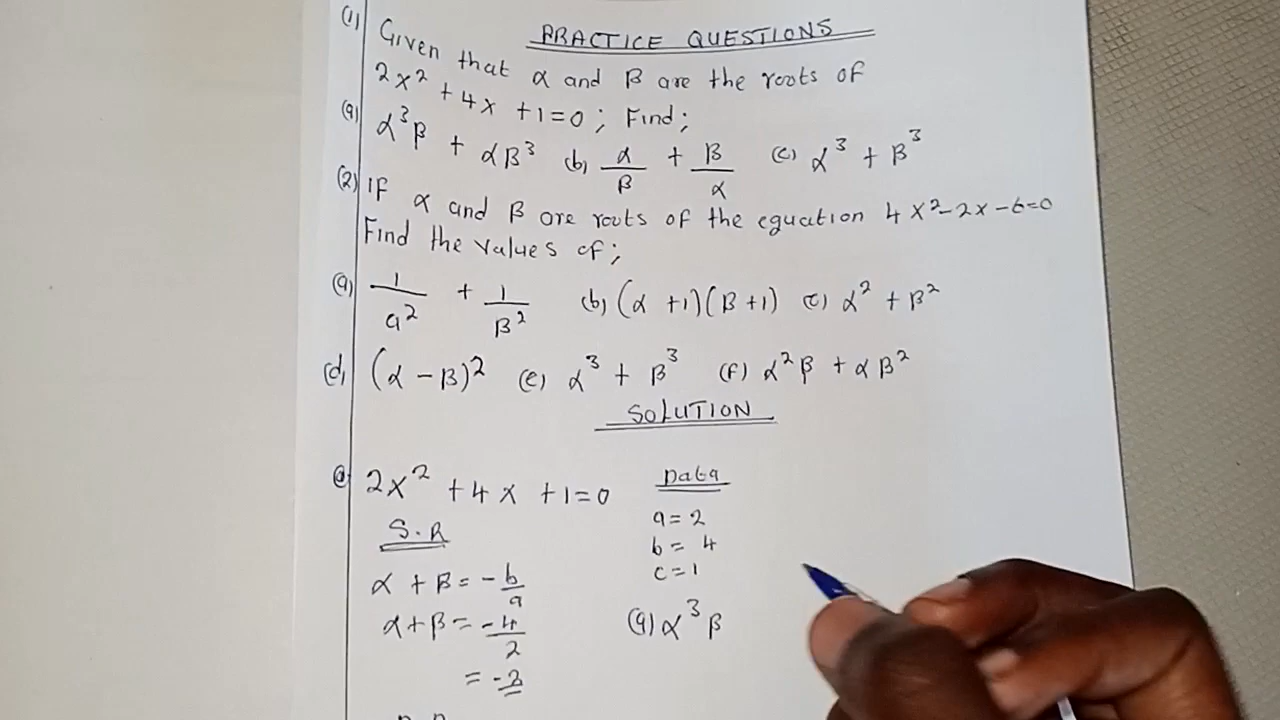 PRACTICE QUESTIONS
(1) Given that α and β are the roots of
2x² + 4x + 1 = 0 ; Find ;
(a) α³β + αβ³ (b) α/β + β/α (c) α³ + β³
(2) If α and β are roots of the equation 4x² - 2x - 6 = 0
Find the values of ;
(a) 1/a² + 1/β² (b) (α + 1)(β + 1) (c) α² + β²
(d) (α - β)² (e) α³ + β³ (f) α²β + αβ²
SOLUTION
2x² + 4x + 1 = 0
Data
S.R
a = 2
b = 4
c = 1
α + β = -b/a
α + β = -4/2
= -2
(a) α³β